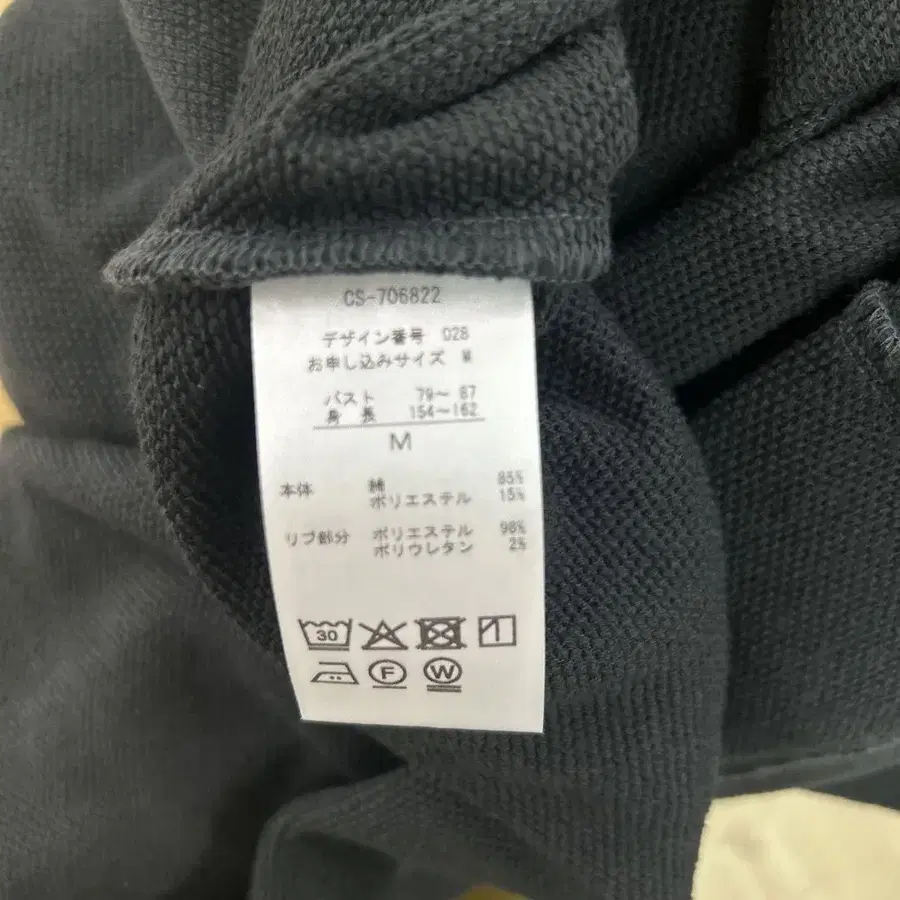 CS-706822
デザイン番号 028
お申し込みサイズ M
バスト 79～ 87
身 長 154～162
M
本体 綿 85%
ポリエステル 15%
リブ部分 ポリエステル 98%
ポリウレタン 2%
30
F W